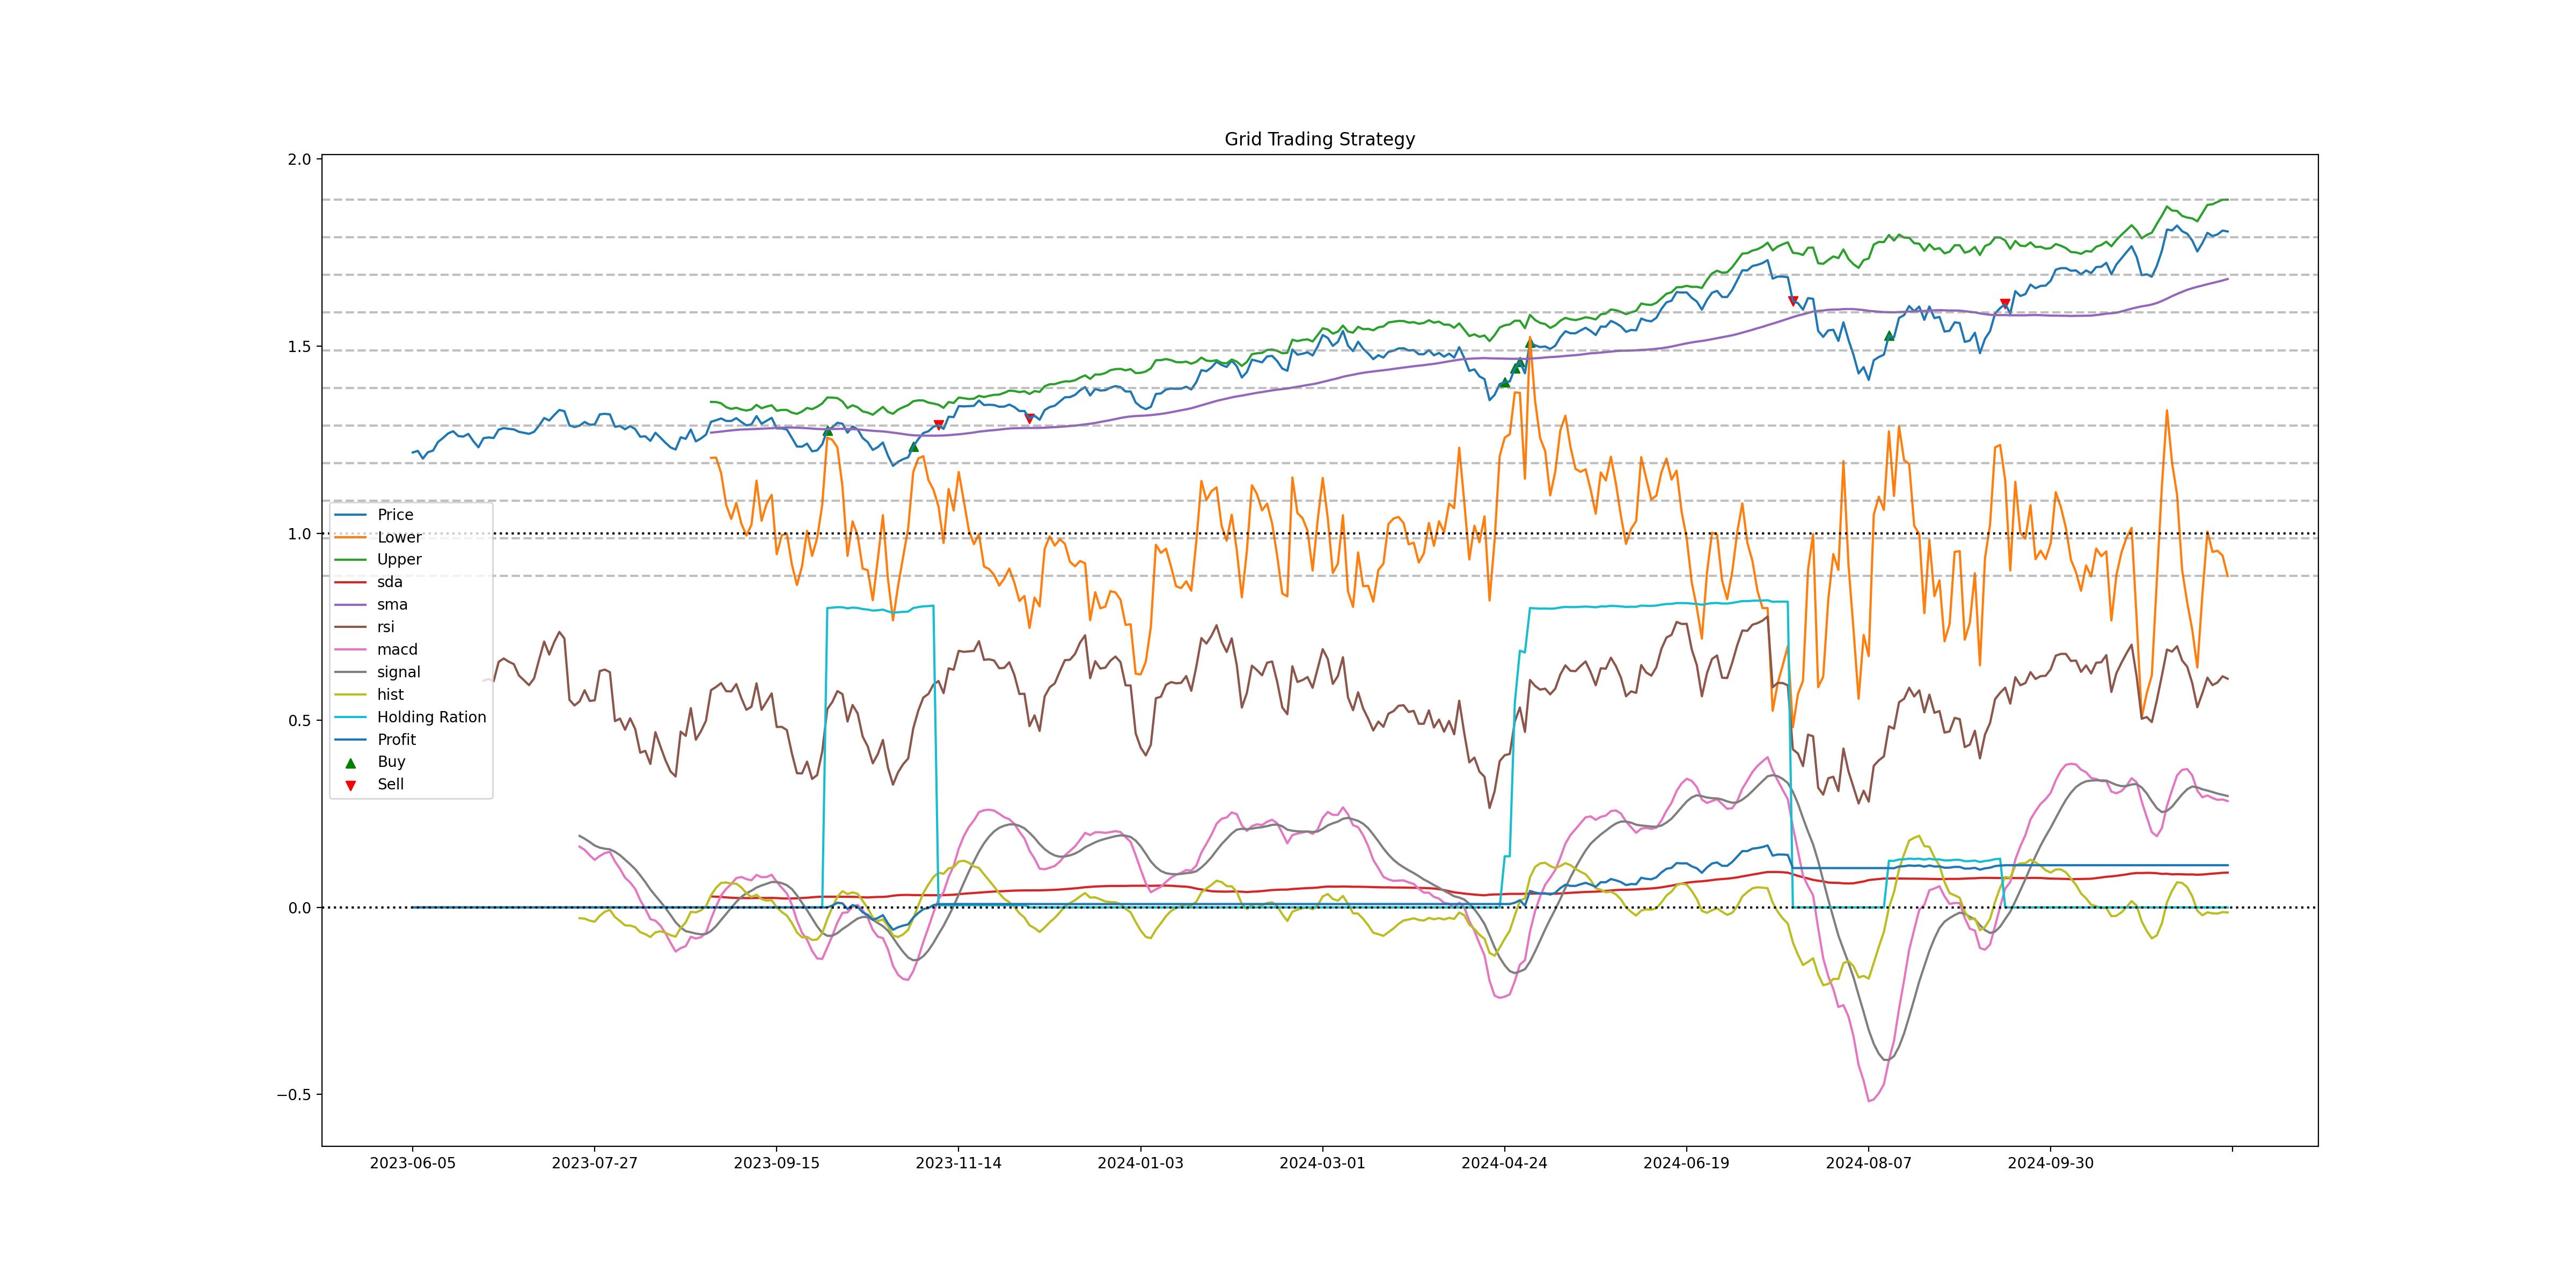 Grid Trading Strategy
2.0
1.5
1.0
0.5
0.0
−0.5
Price
Lower
Upper
sda
sma
rsi
macd
signal
hist
Holding Ration
Profit
Buy
Sell
2023-06-05 2023-07-27 2023-09-15 2023-11-14 2024-01-03 2024-03-01 2024-04-24 2024-06-19 2024-08-07 2024-09-30